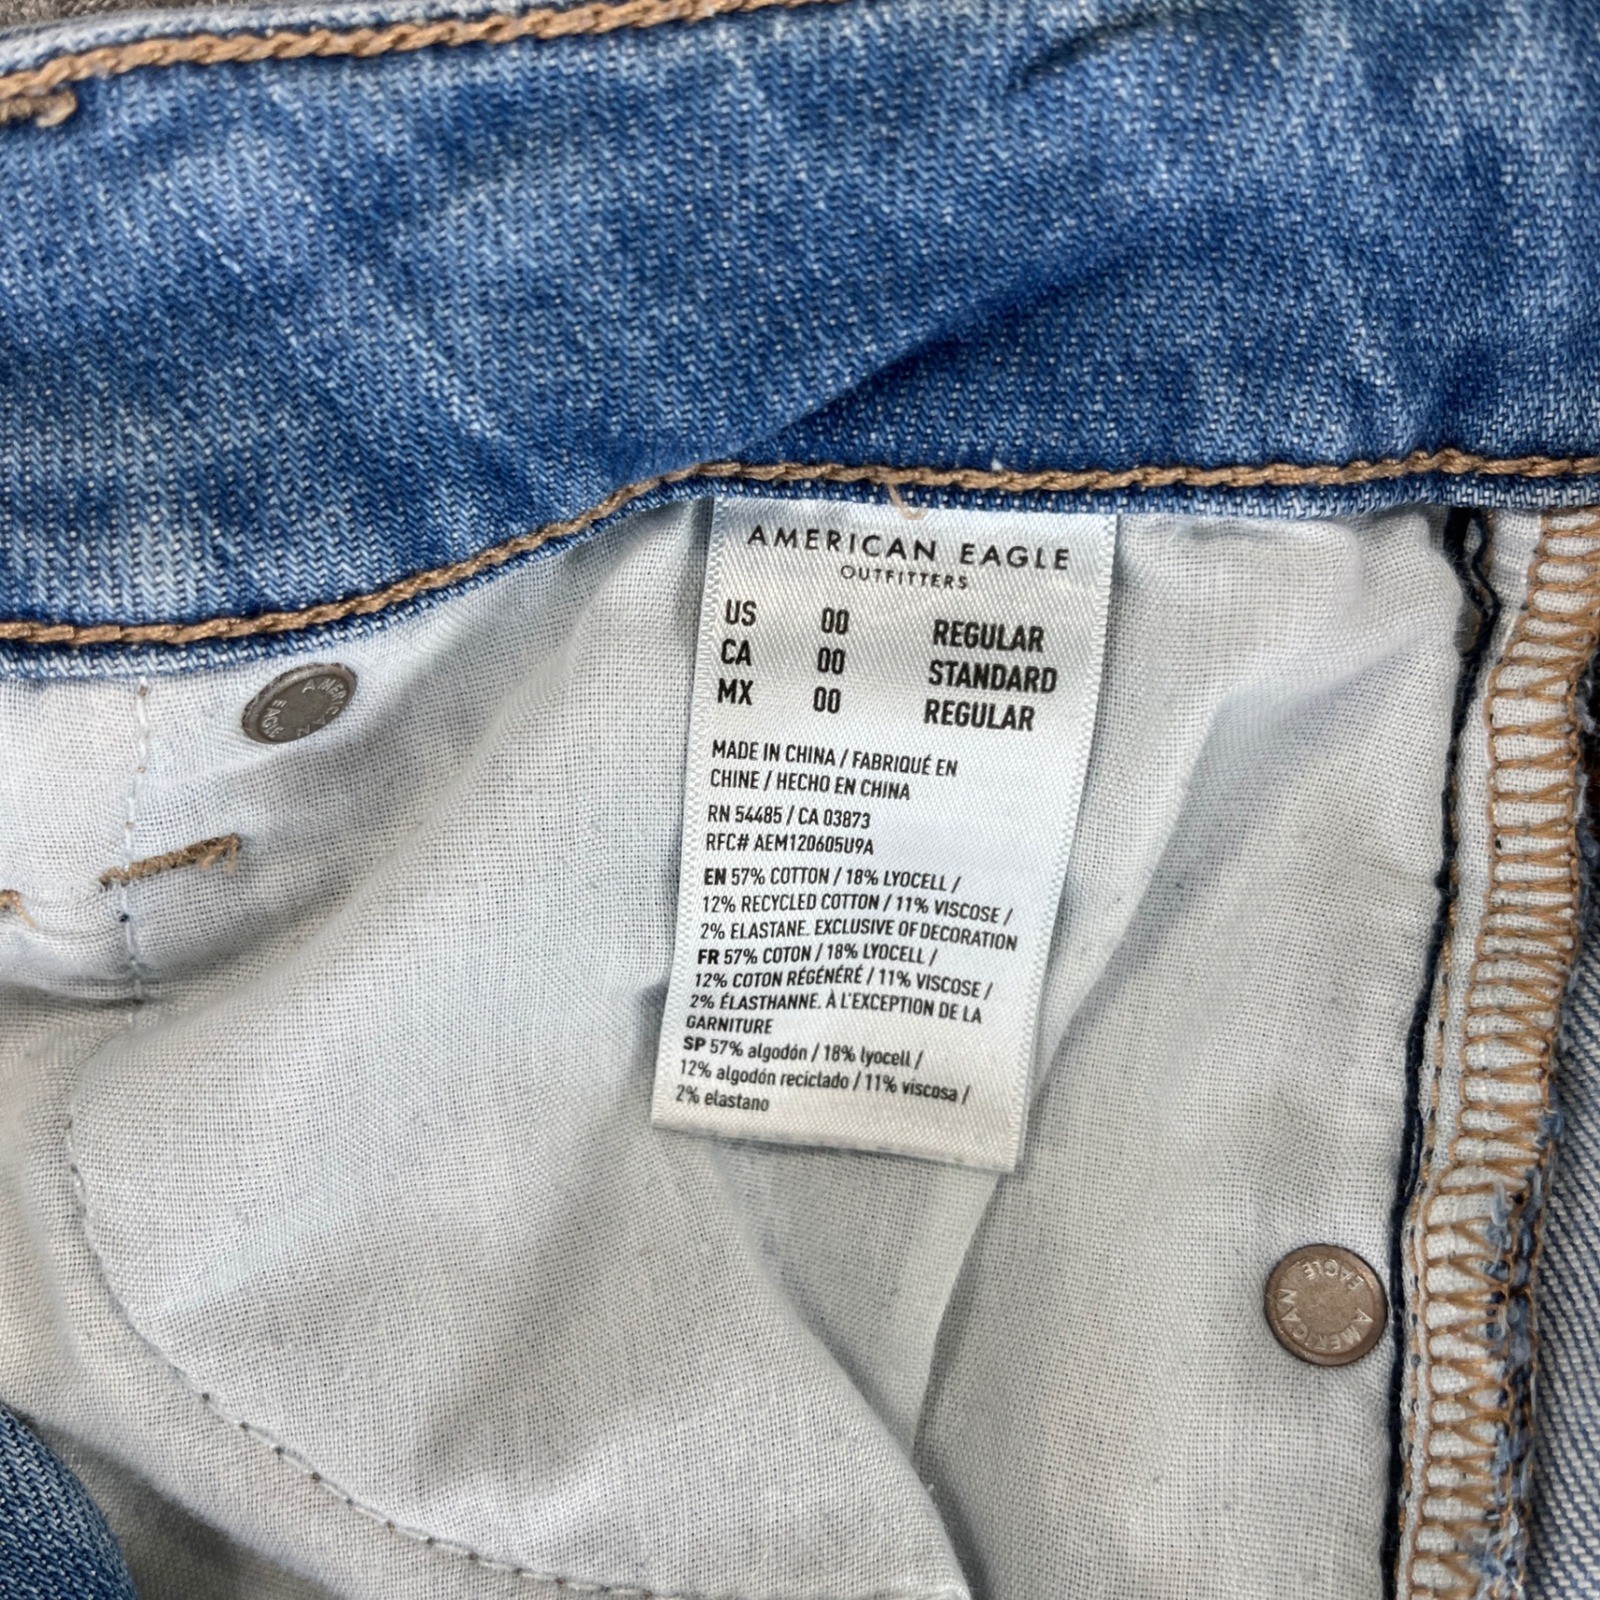 AMERICAN EAGLE
OUTFITTERS
US 00 REGULAR
CA 00 STANDARD
MX 00 REGULAR
MADE IN CHINA / FABRIQUÉ EN
CHINE / HECHO EN CHINA
RN 54485 / CA 03873
RFC# AEM120605U9A
EN 57% COTTON / 18% LYOCELL /
12% RECYCLED COTTON / 11% VISCOSE /
2% ELASTANE. EXCLUSIVE OF DECORATION
FR 57% COTON / 18% LYOCELL /
12% COTON RÉGÉNÉRÉ / 11% VISCOSE /
2% ÉLASTHANNE. À L'EXCEPTION DE LA
GARNITURE
SP 57% algodón / 18% lyocell /
12% algodón reciclado / 11% viscosa /
2% elastano
AMERICAN
EAGLE
AMERICAN
EAGLE